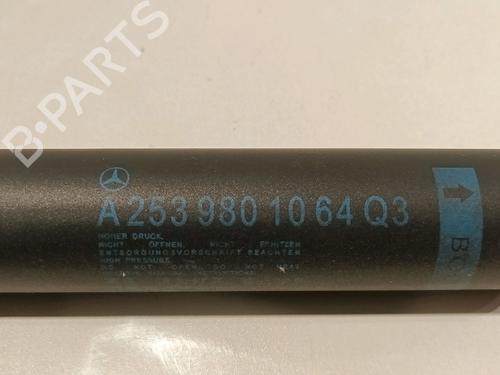 B-PARTS
A 253 980 10 64 Q3
HOHER DRUCK.
NICHT ÖFFNEN, NICHT ERHITZEN
ENTSORGUNGSVORSCHRIFT BEACHTEN
HIGH PRESSURE.
DO NOT OPEN. DO NOT HEAT